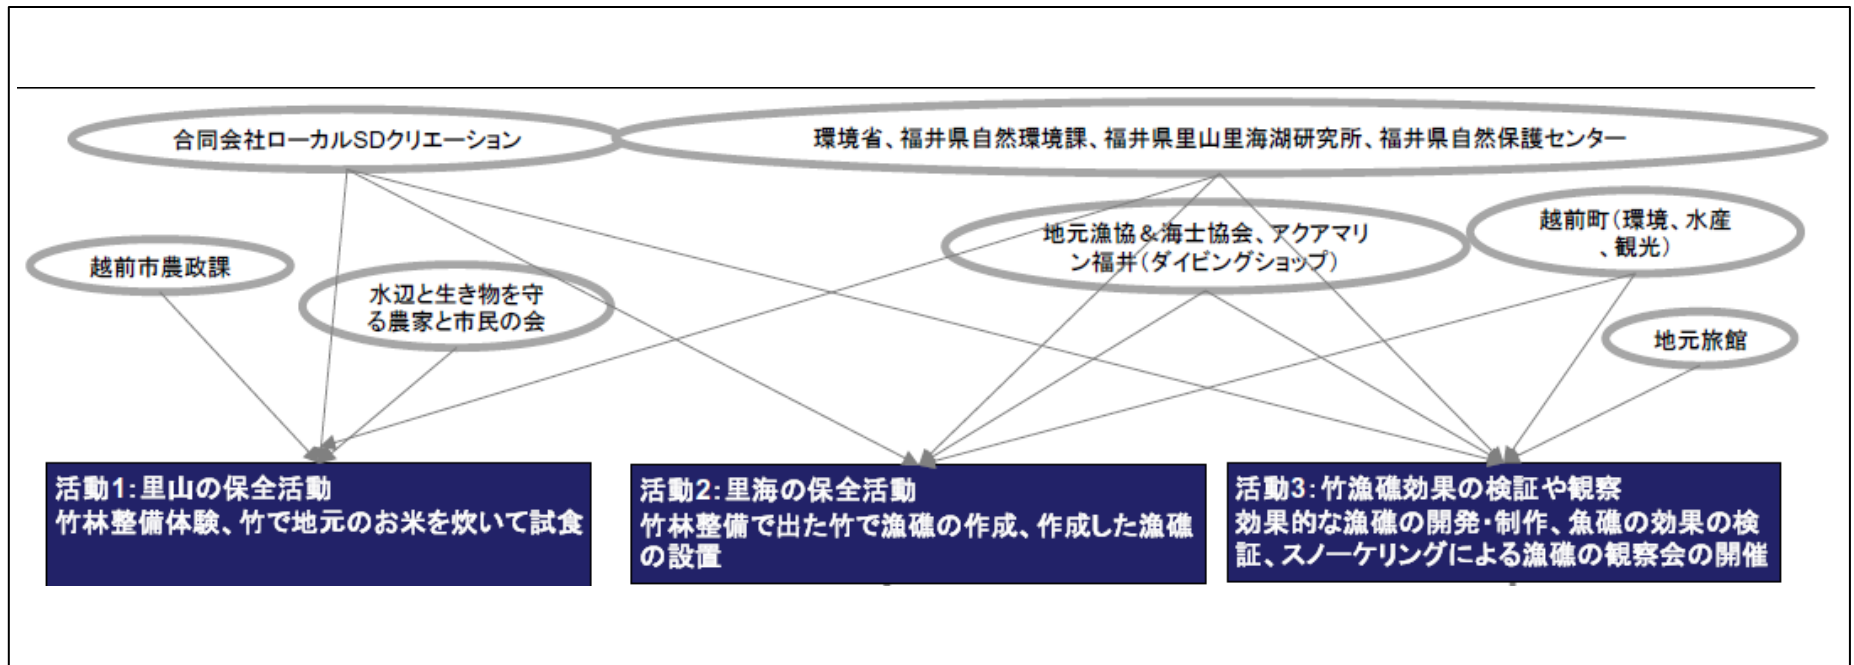 合同会社ローカルSDクリエーション
環境省、福井県自然環境課、福井県里山里海湖研究所、福井県自然保護センター
越前市農政課
水辺と生き物を守
る農家と市民の会
地元漁協＆海士協会、アクアマリ
ン福井（ダイビングショップ）
越前町（環境、水産
、観光）
地元旅館
活動1：里山の保全活動
竹林整備体験、竹で地元のお米を炊いて試食
活動2：里海の保全活動
竹林整備で出た竹で漁礁の作成、作成した漁礁
の設置
活動3：竹漁礁効果の検証や観察
効果的な漁礁の開発・制作、魚礁の効果の検
証、スノーケリングによる漁礁の観察会の開催